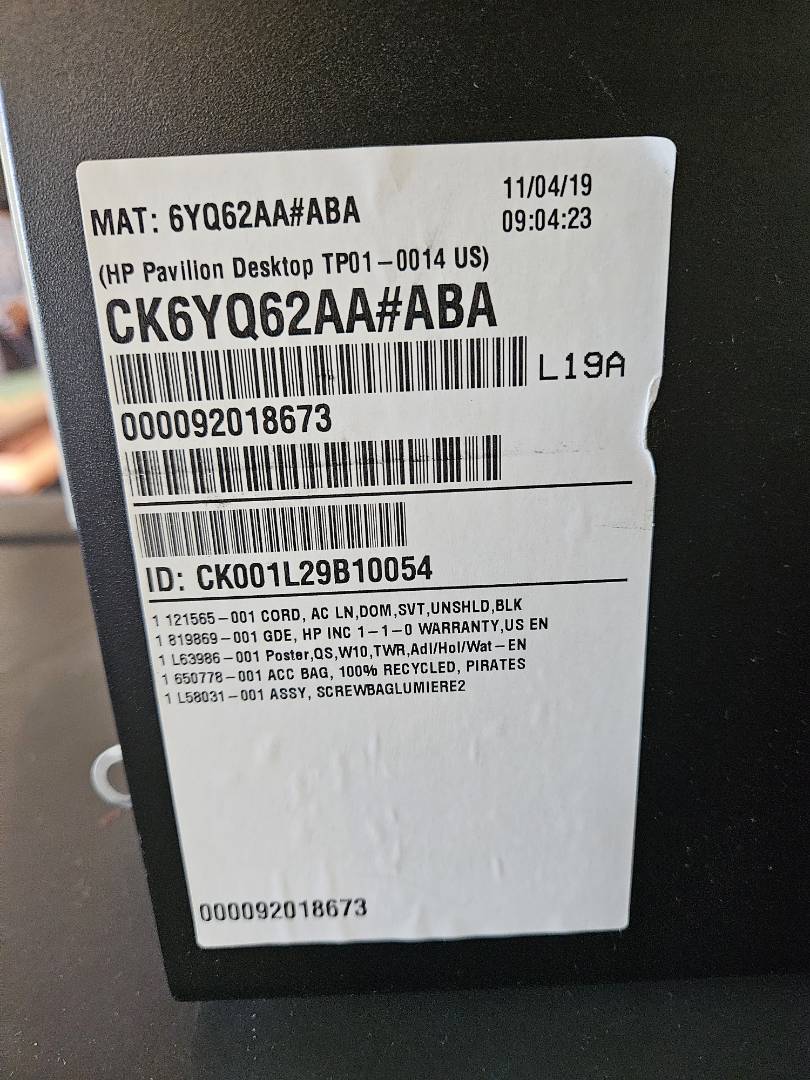 MAT: 6YQ62AA#ABA
11/04/19
09:04:23
(HP Pavilion Desktop TP01-0014 US)
CK6YQ62AA#ABA
L19A
000092018673
ID: CK001L29B10054
1 121565-001 CORD, AC LN,DOM,SVT,UNSHLD,BLK
1 819869-001 GDE, HP INC 1-1-0 WARRANTY,US EN
1 L63986-001 Poster,QS,W10,TWR,Adl/Hol/Wat-EN
1 650778-001 ACC BAG, 100% RECYCLED, PIRATES
1 L58031-001 ASSY, SCREWBAGLUMIERE2
000092018673